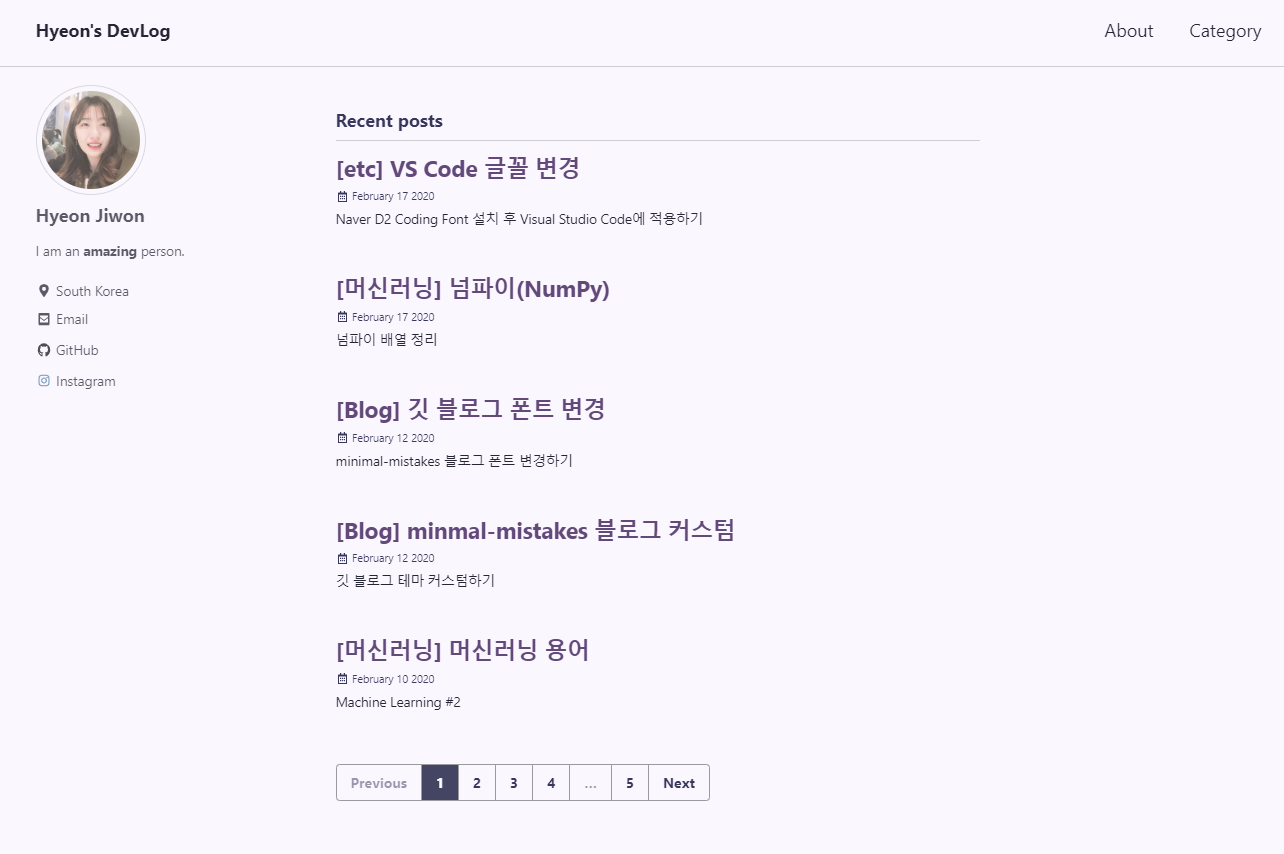 Hyeon's DevLog
About Category
Hyeon Jiwon
I am an amazing person.
South Korea
Email
GitHub
Instagram
Recent posts
[etc] VS Code 글꼴 변경
February 17 2020
Naver D2 Coding Font 설치 후 Visual Studio Code에 적용하기
[머신러닝] 넘파이(NumPy)
February 17 2020
넘파이 배열 정리
[Blog] 깃 블로그 폰트 변경
February 12 2020
minimal-mistakes 블로그 폰트 변경하기
[Blog] minmal-mistakes 블로그 커스텀
February 12 2020
깃 블로그 테마 커스텀하기
[머신러닝] 머신러닝 용어
February 10 2020
Machine Learning #2
Previous 1 2 3 4 … 5 Next